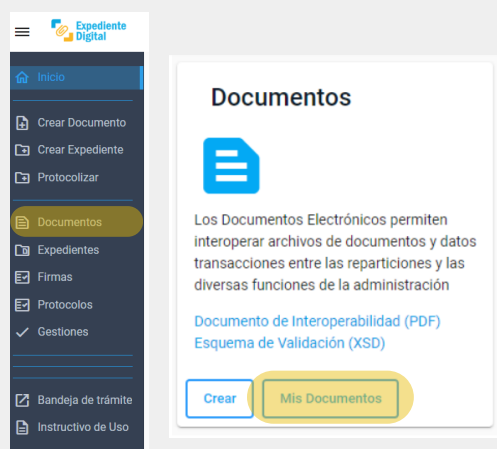 Expediente
Digital
Inicio
Crear Documento
Crear Expediente
Protocolizar
Documentos
Expedientes
Firmas
Protocolos
Gestiones
Bandeja de trámite
Instructivo de Uso
Documentos
Los Documentos Electrónicos permiten
interoperar archivos de documentos y datos
transacciones entre las reparticiones y las
diversas funciones de la administración
Documento de Interoperabilidad (PDF)
Esquema de Validación (XSD)
Crear
Mis Documentos